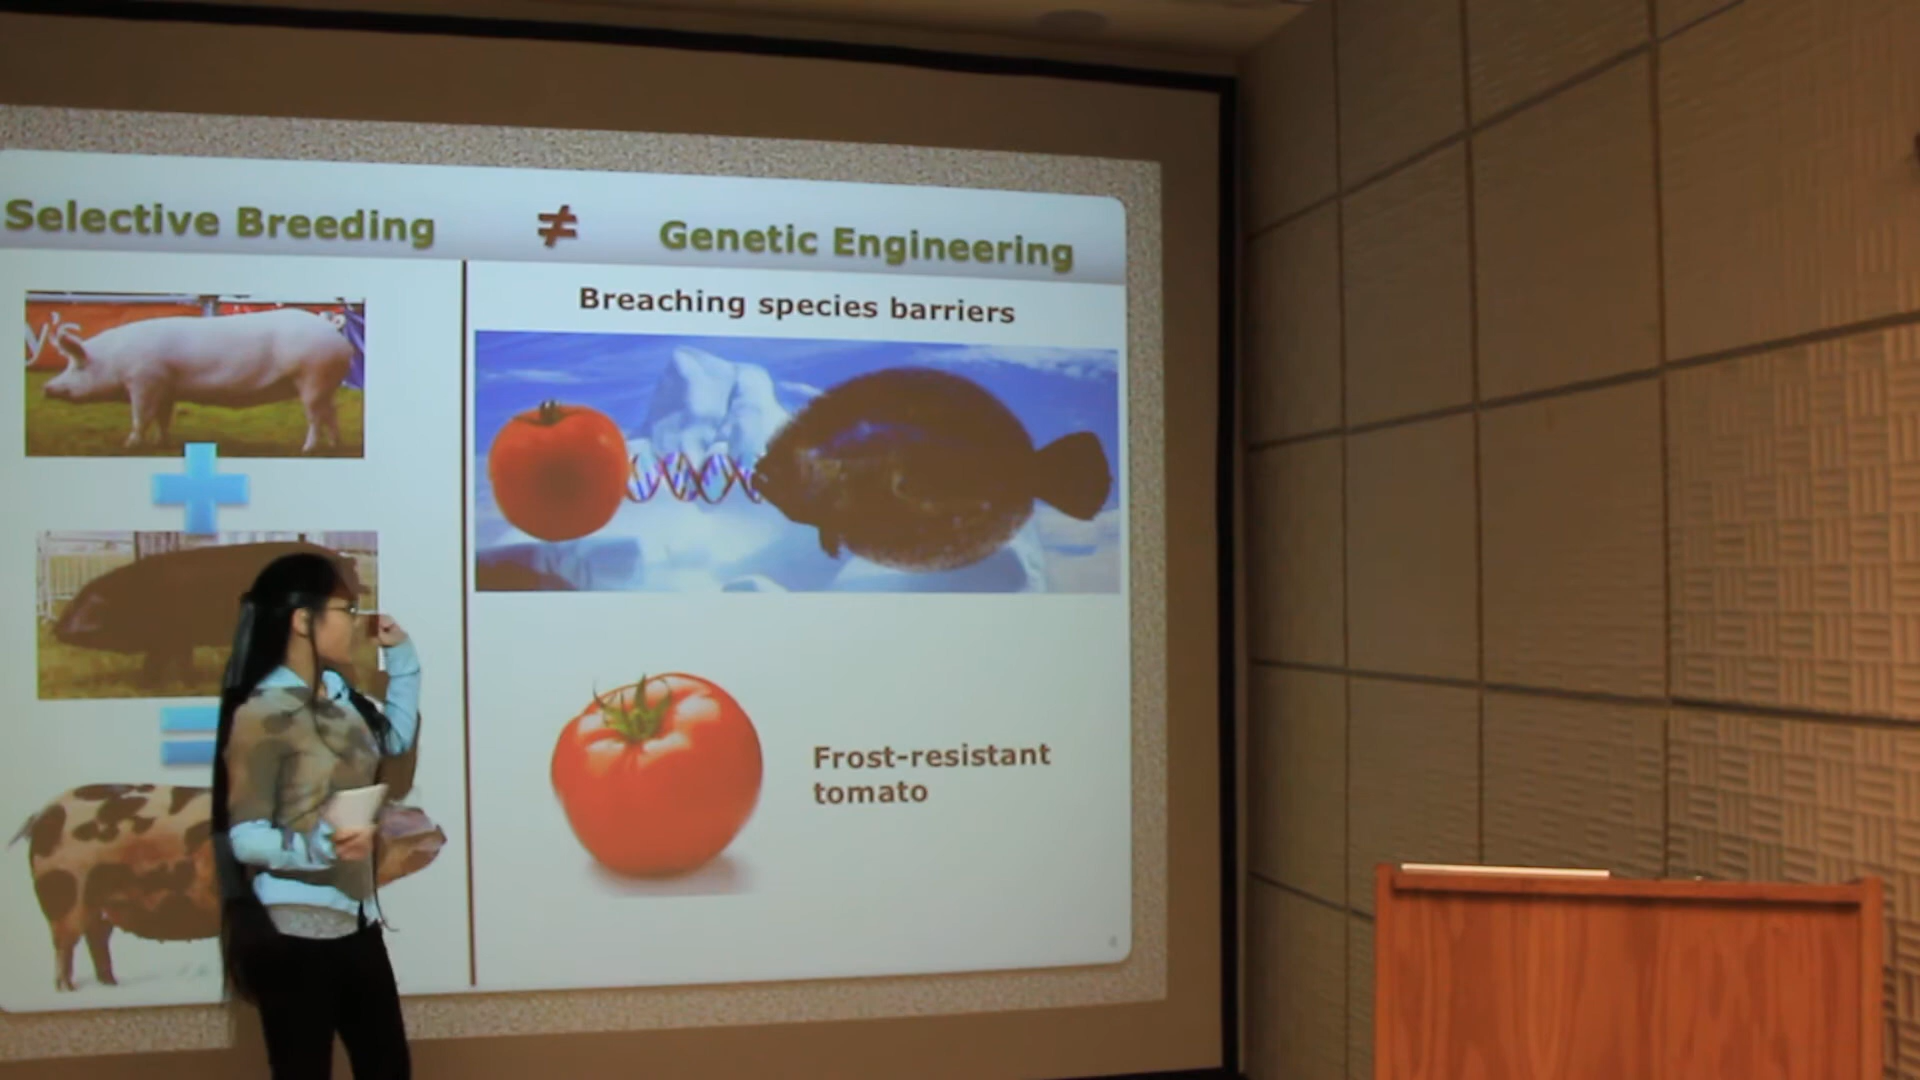 Selective Breeding
≠
Genetic Engineering
Breaching species barriers
y's
Frost-resistant
tomato